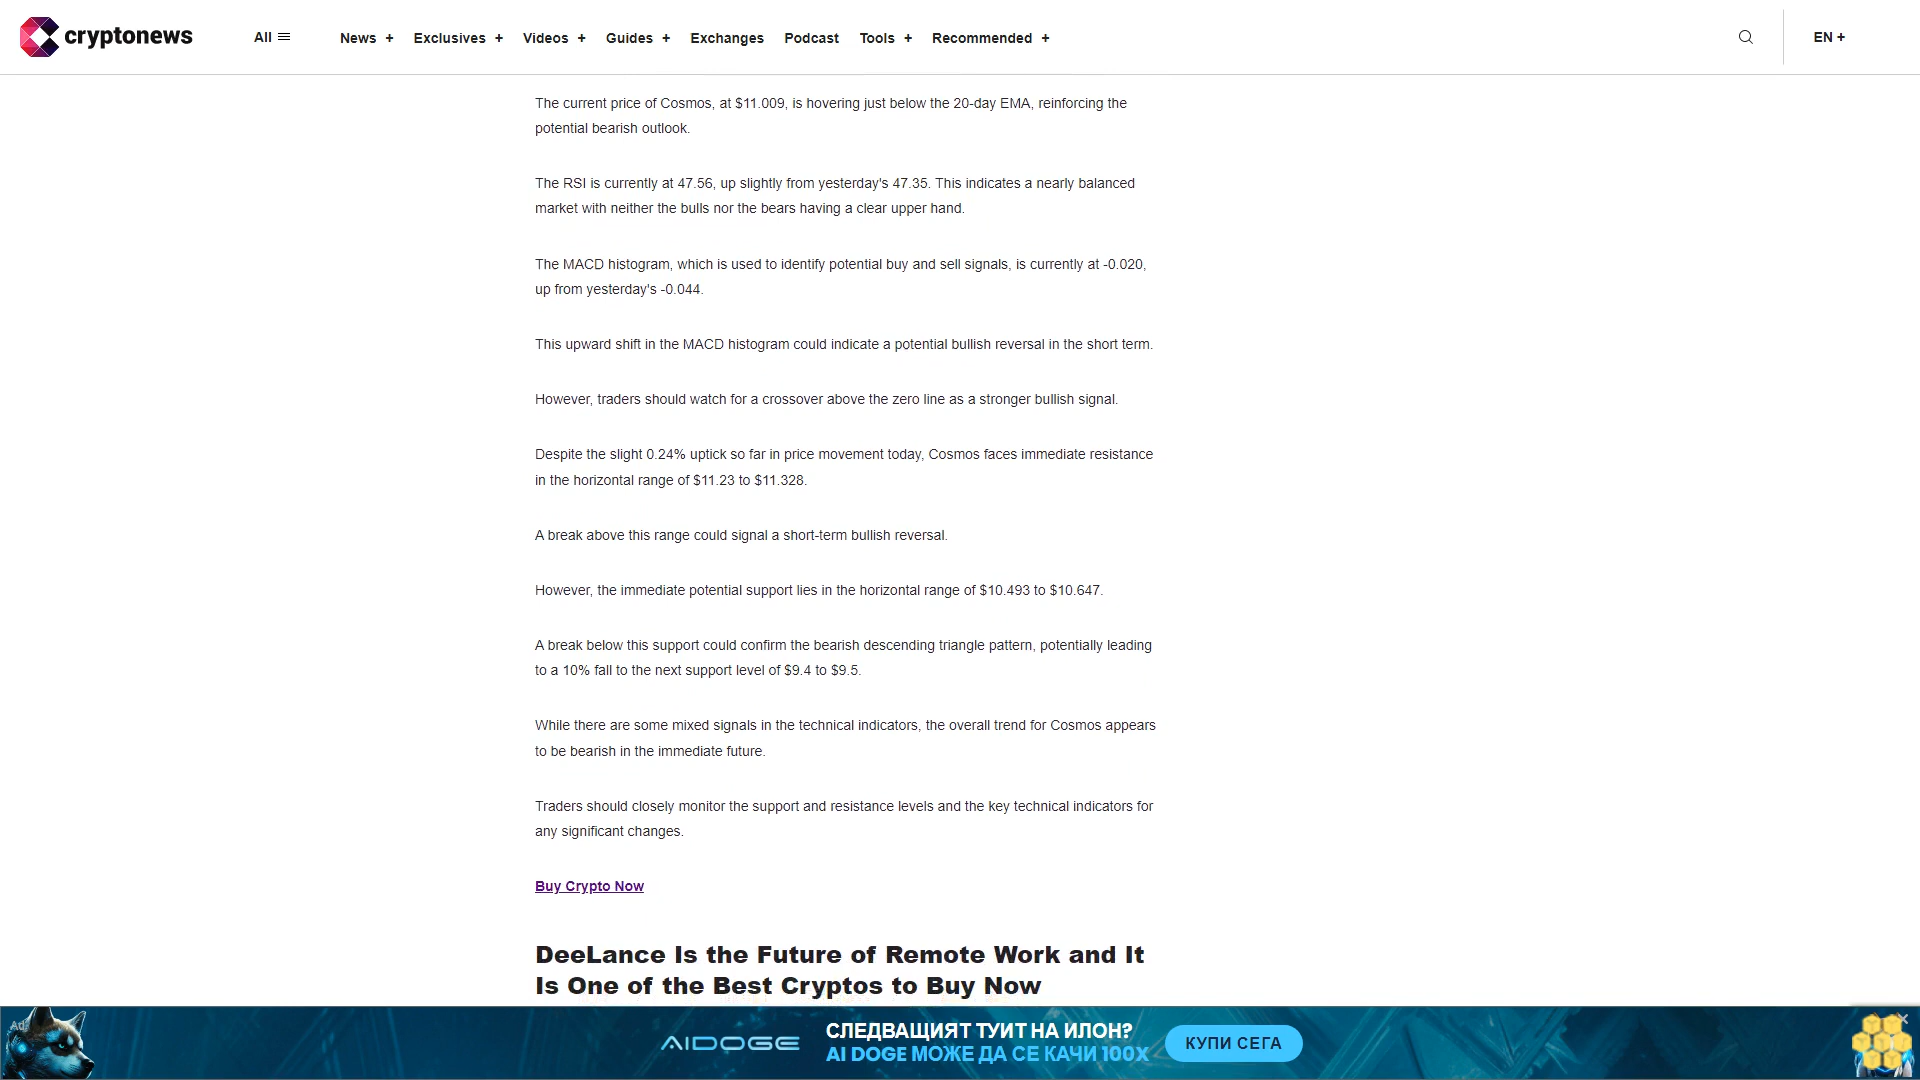 cryptonews
All
News +
Exclusives +
Videos +
Guides +
Exchanges
Podcast
Tools +
Recommended +
EN +
The current price of Cosmos, at $11.009, is hovering just below the 20-day EMA, reinforcing the
potential bearish outlook.
The RSI is currently at 47.56, up slightly from yesterday's 47.35. This indicates a nearly balanced
market with neither the bulls nor the bears having a clear upper hand.
The MACD histogram, which is used to identify potential buy and sell signals, is currently at -0.020,
up from yesterday's -0.044.
This upward shift in the MACD histogram could indicate a potential bullish reversal in the short term.
However, traders should watch for a crossover above the zero line as a stronger bullish signal.
Despite the slight 0.24% uptick so far in price movement today, Cosmos faces immediate resistance
in the horizontal range of $11.23 to $11.328.
A break above this range could signal a short-term bullish reversal.
However, the immediate potential support lies in the horizontal range of $10.493 to $10.647.
A break below this support could confirm the bearish descending triangle pattern, potentially leading
to a 10% fall to the next support level of $9.4 to $9.5.
While there are some mixed signals in the technical indicators, the overall trend for Cosmos appears
to be bearish in the immediate future.
Traders should closely monitor the support and resistance levels and the key technical indicators for
any significant changes.
Buy Crypto Now
DeeLance Is the Future of Remote Work and It
Is One of the Best Cryptos to Buy Now
Ad
AIDOGE
СЛЕДВАЩИЯТ ТУИТ НА ИЛОН?
AI DOGE МОЖЕ ДА СЕ КАЧИ 100X
КУПИ СЕГА